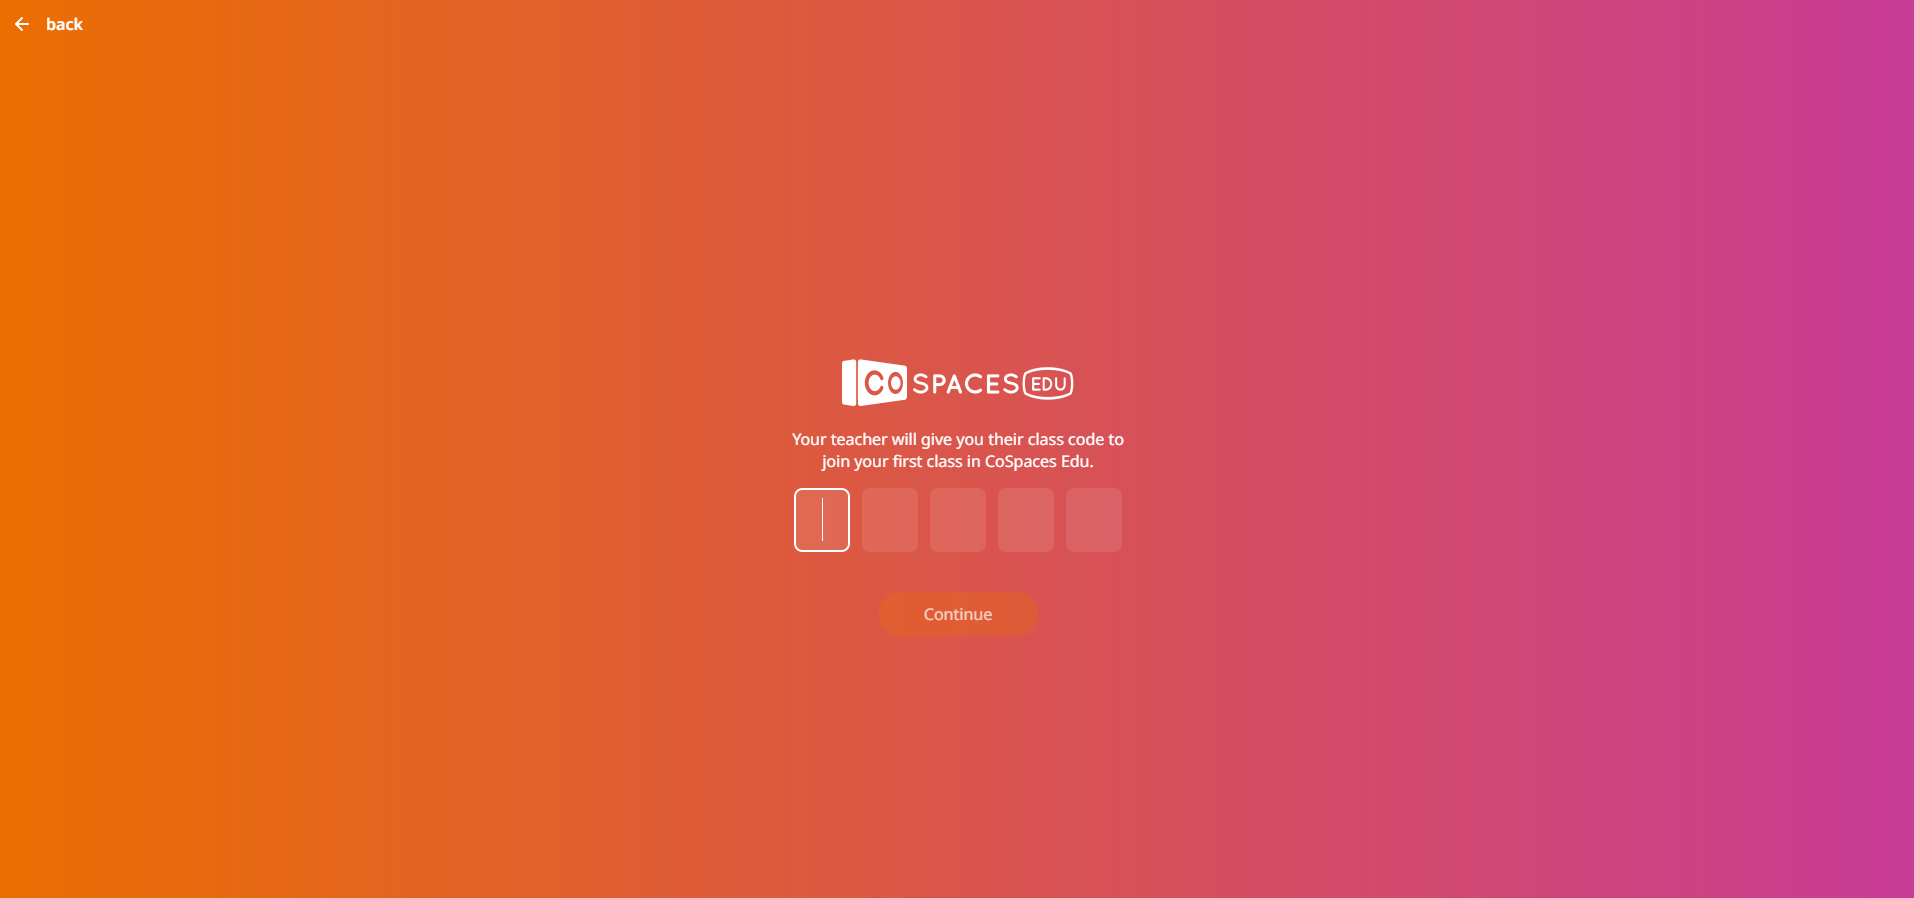 back
CO SPACES EDU
Your teacher will give you their class code to
join your first class in CoSpaces Edu.
Continue